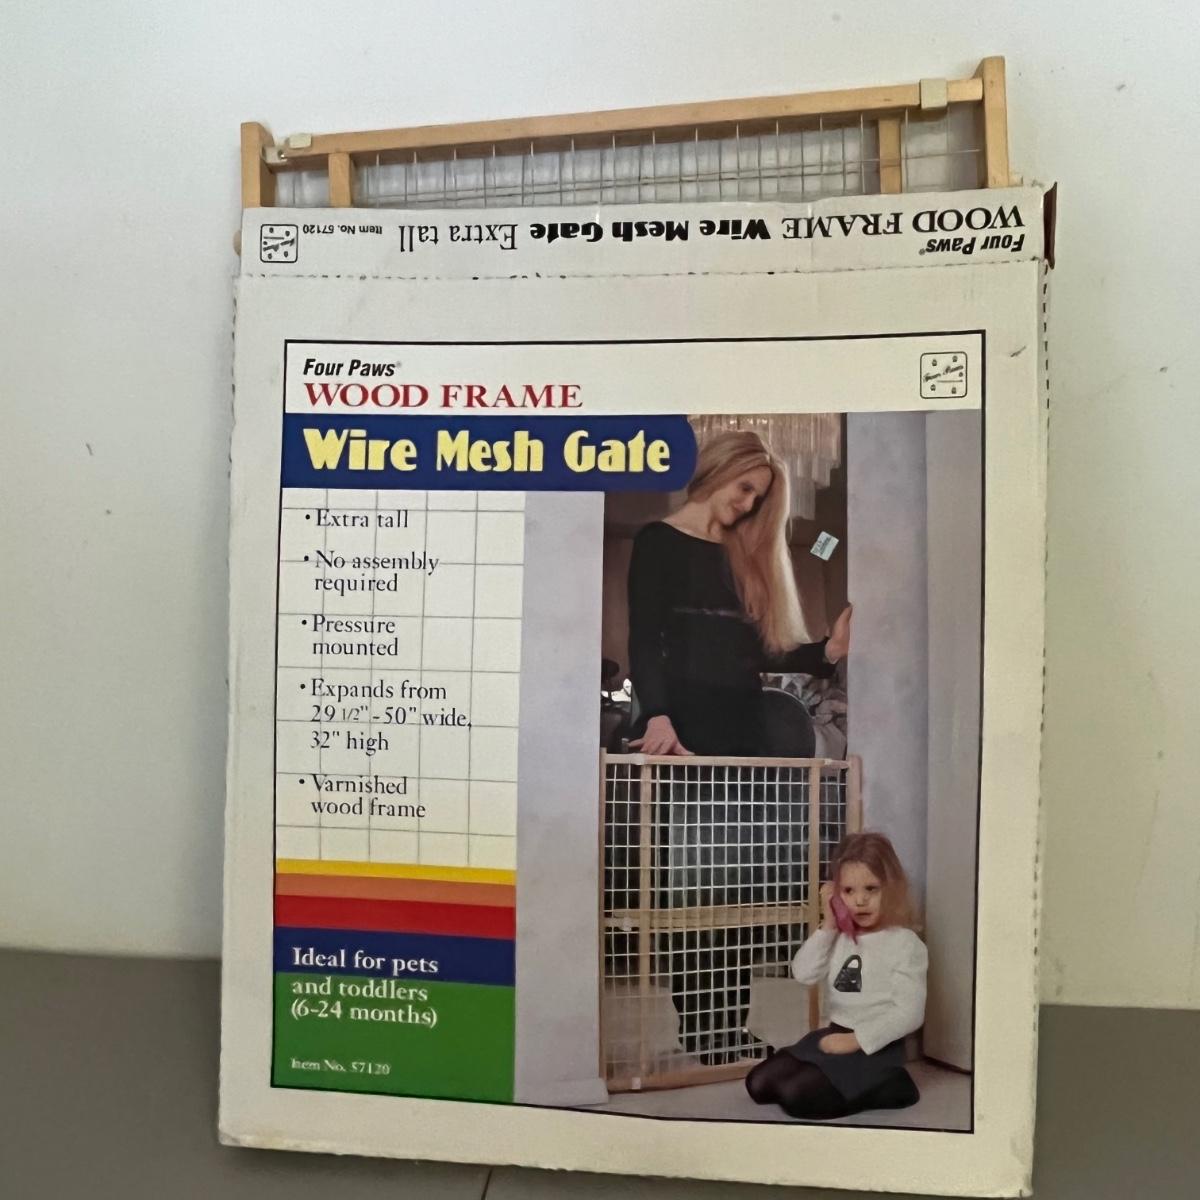 Four Paws®
WOOD FRAME Wire Mesh Gate Extra tall Item No. 57120
Four Paws®
WOOD FRAME
Wire Mesh Gate
• Extra tall
• No assembly
required
• Pressure
mounted
• Expands from
29 1/2" - 50" wide,
32" high
• Varnished
wood frame
Ideal for pets
and toddlers
(6-24 months)
Item No. 57120